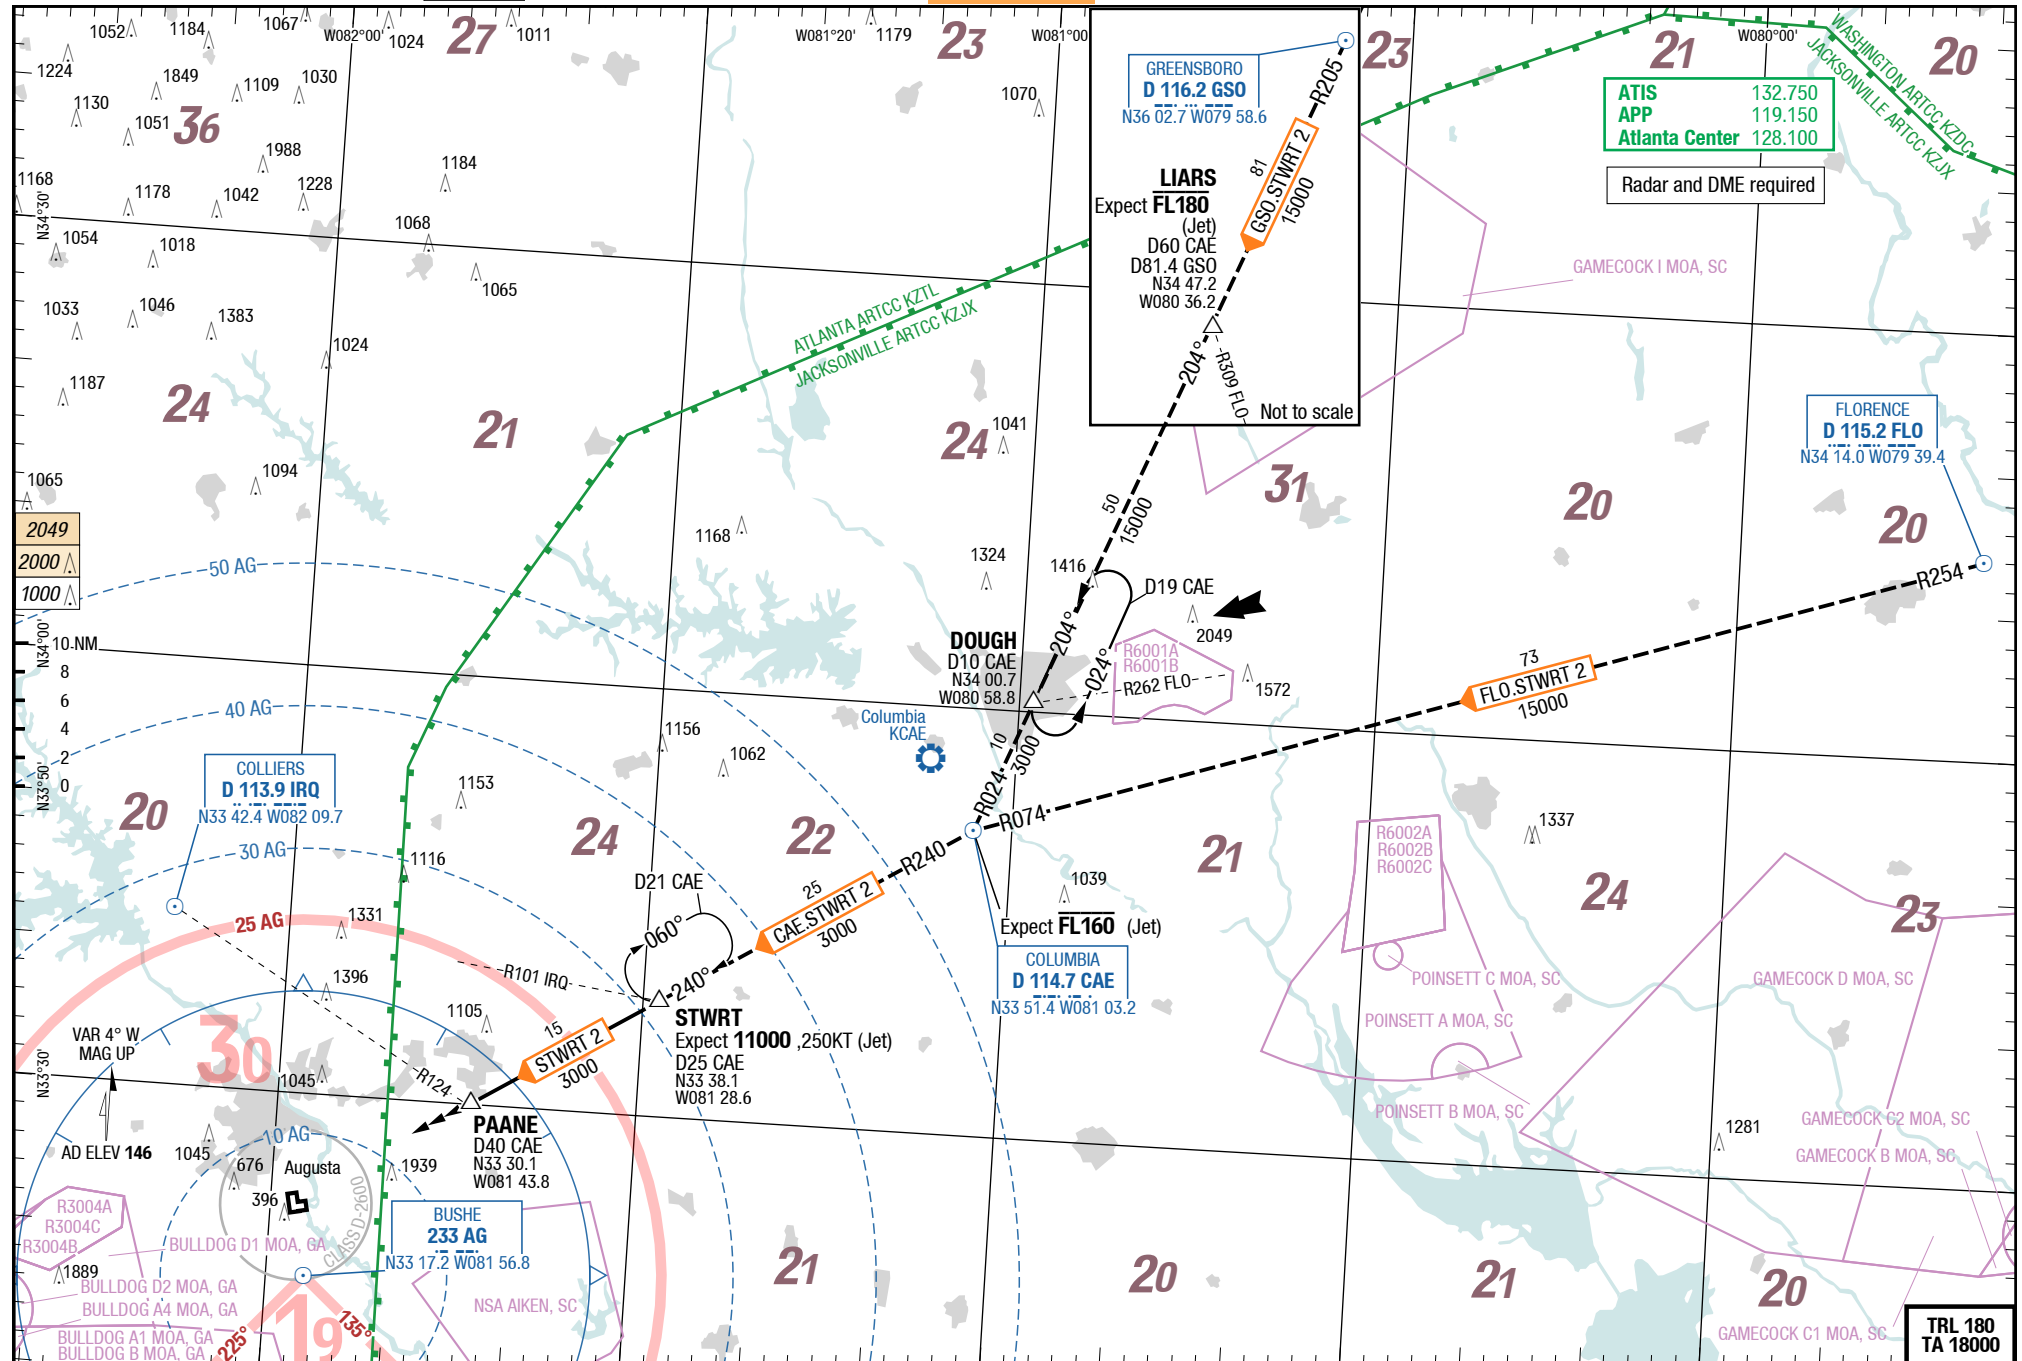 1052
1184
1067
W082°00'
1024
27
1011
W081°20'
1179
23
W081°00'
23
21
W080°00'
20
WASHINGTON ARTCC KZDC
JACKSONVILLE ARTCC KZJX
1224
1849
1109
1030
1130
1051
36
1070
1988
1184
1168
1178
1042
1228
N34°30'
1054
1018
1068
1065
1033
1046
1383
1024
1187
24
21
24
1041
1065
1094
ATLANTA ARTCC KZTL
JACKSONVILLE ARTCC KZJX
GREENSBORO
D 116.2 GSO
N36 02.7 W079 58.6
R205
81
GSO.STWRT 2
15000
LIARS
Expect FL180
(Jet)
D60 CAE
D81.4 GSO
N34 47.2
W080 36.2
204°
R309 FLO
Not to scale
ATIS 132.750
APP 119.150
Atlanta Center 128.100
Radar and DME required
GAMECOCK I MOA, SC
FLORENCE
D 115.2 FLO
N34 14.0 W079 39.4
31
20
20
R254
2049
2000
1000
50 AG
1168
1324
1416
50
15000
D19 CAE
2049
204°
024°
DOUGH
D10 CAE
N34 00.7
W080 58.8
R6001A
R6001B
R262 FLO
1572
73
FLO.STWRT 2
15000
N34°00'
10 NM
8
6
4
2
0
N33°50'
40 AG
1156
1062
Columbia
KCAE
10
3000
R024
R074
COLLIERS
D 113.9 IRQ
N33 42.4 W082 09.7
1153
20
24
22
21
30 AG
1116
R240
25
CAE.STWRT 2
3000
D21 CAE
060°
240°
1039
Expect FL160 (Jet)
COLUMBIA
D 114.7 CAE
N33 51.4 W081 03.2
R6002A
R6002B
R6002C
1337
24
23
POINSETT C MOA, SC
GAMECOCK D MOA, SC
POINSETT A MOA, SC
POINSETT B MOA, SC
GAMECOCK C2 MOA, SC
GAMECOCK B MOA, SC
GAMECOCK C1 MOA, SC
25 AG
1331
R101 IRQ
1396
1105
STWRT
Expect 11000 ,250KT (Jet)
D25 CAE
N33 38.1
W081 28.6
15
STWRT 2
3000
VAR 4° W
MAG UP
30
N33°30'
1045
R124
PAANE
D40 CAE
N33 30.1
W081 43.8
1281
AD ELEV 146
1045
10 AG
676
Augusta
1939
396
CLASS D-2600
BUSHE
233 AG
N33 17.2 W081 56.8
R3004A
R3004C
R3004B
BULLDOG D1 MOA, GA
1889
BULLDOG D2 MOA, GA
BULLDOG A4 MOA, GA
BULLDOG A1 MOA, GA
BULLDOG B MOA, GA
225°
19
135°
NSA AIKEN, SC
21
20
21
20
TRL 180
TA 18000